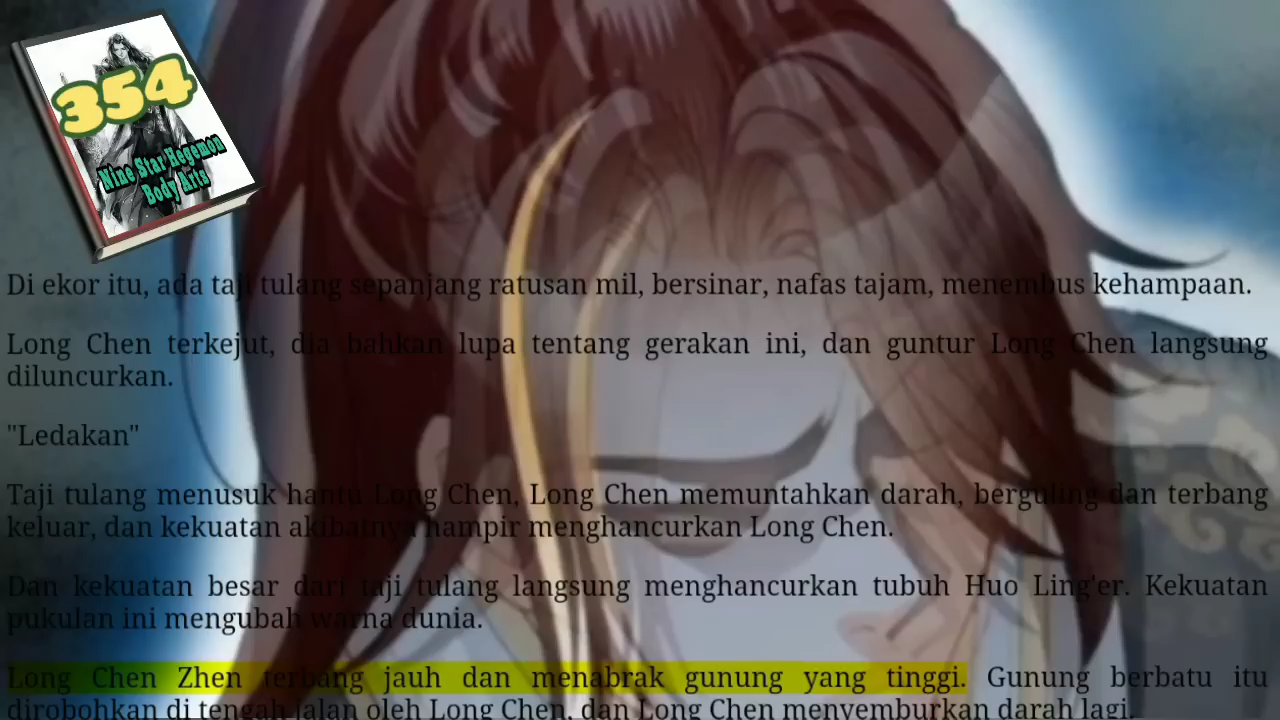 354
Nine Star Hegemon
Body Arts
Di ekor itu, ada taji tulang sepanjang ratusan mil, bersinar, nafas tajam, menembus kehampaan.
Long Chen terkejut, dia bahkan lupa tentang gerakan ini, dan guntur Long Chen langsung
diluncurkan.
"Ledakan"
Taji tulang menusuk hantu Long Chen, Long Chen memuntahkan darah, berguling dan terbang
keluar, dan kekuatan akibatnya hampir menghancurkan Long Chen.
Dan kekuatan besar dari taji tulang langsung menghancurkan tubuh Huo Ling'er. Kekuatan
pukulan ini mengubah warna dunia.
Long Chen Zhen terbang jauh dan menabrak gunung yang tinggi. Gunung berbatu itu
dirobohkan di tengah jalan oleh Long Chen, dan Long Chen menyemburkan darah lagi.